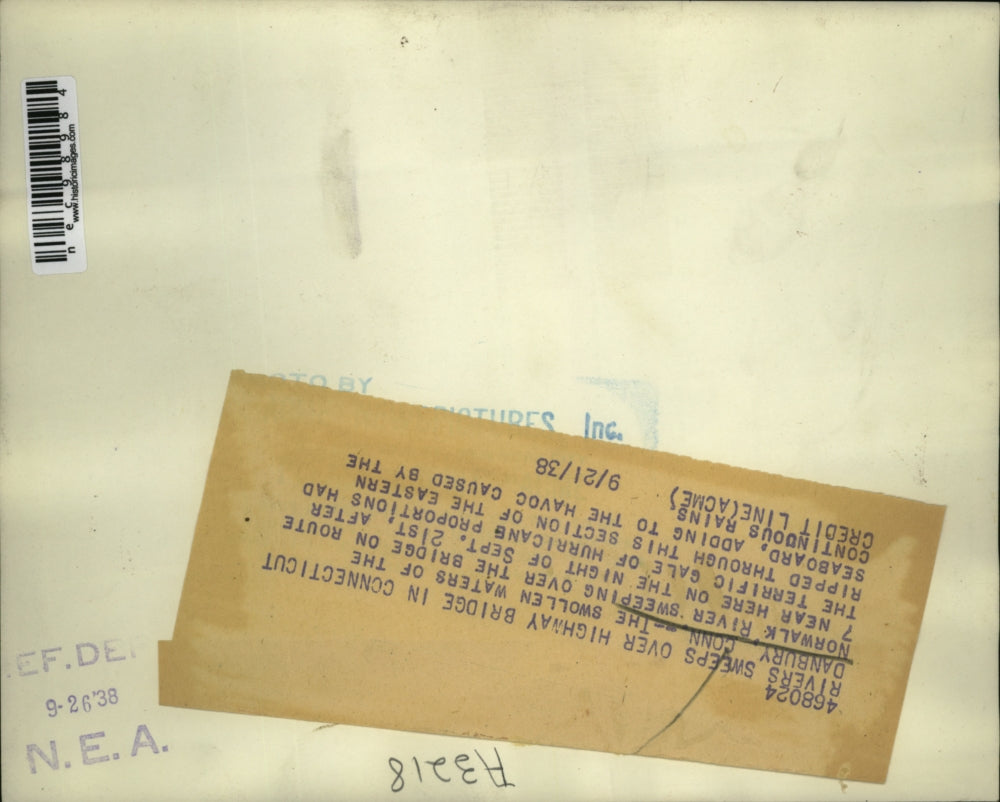 n e c 9 8 9 8 4
www.historicimages.com
BY
Inc.
468024
RIVERS SWEEPS OVER HIGHWAY BRIDGE IN CONNECTICUT
DANBURY, CONN -- THE SWOLLEN WATERS OF THE
NORWALK RIVER SWEEPING OVER THE BRIDGE ON ROUTE
7 NEAR HERE ON THE NIGHT OF SEPT. 21ST, AFTER
THE TERRIFIC GALE OF HURRICANE PROPORTIONS HAD
RIPPED THROUGH THIS SECTION OF THE EASTERN
SEABOARD, ADDING TO THE HAVOC CAUSED BY THE
CONTINUOUS RAINS
CREDIT LINE(ACME) 9/21/38
EF. DE
9-26'38
N. E. A.
A3218